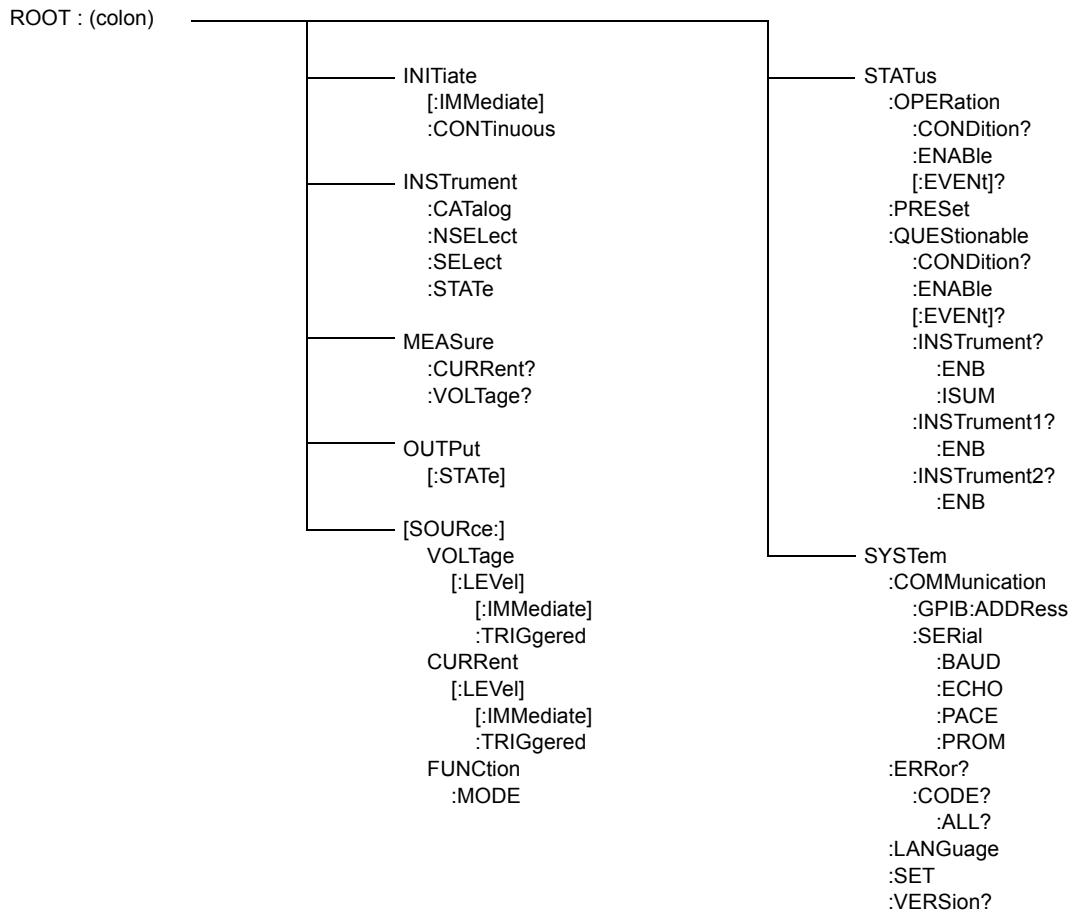 ROOT : (colon)
INITiate
[:IMMediate]
:CONTinuous
INSTrument
:CATalog
:NSELect
:SELect
:STATe
MEASure
:CURRent?
:VOLTage?
OUTPut
[:STATe]
[SOURce:]
VOLTage
[:LEVel]
[:IMMediate]
:TRIGgered
CURRent
[:LEVel]
[:IMMediate]
:TRIGgered
FUNCtion
:MODE
STATus
:OPERation
:CONDition?
:ENABle
[:EVENt]?
:PRESet
:QUEStionable
:CONDition?
:ENABle
[:EVENt]?
:INSTrument?
:ENB
:ISUM
:INSTrument1?
:ENB
:INSTrument2?
:ENB
SYSTem
:COMMunication
:GPIB:ADDRess
:SERial
:BAUD
:ECHO
:PACE
:PROM
:ERRor?
:CODE?
:ALL?
:LANGuage
:SET
:VERSion?